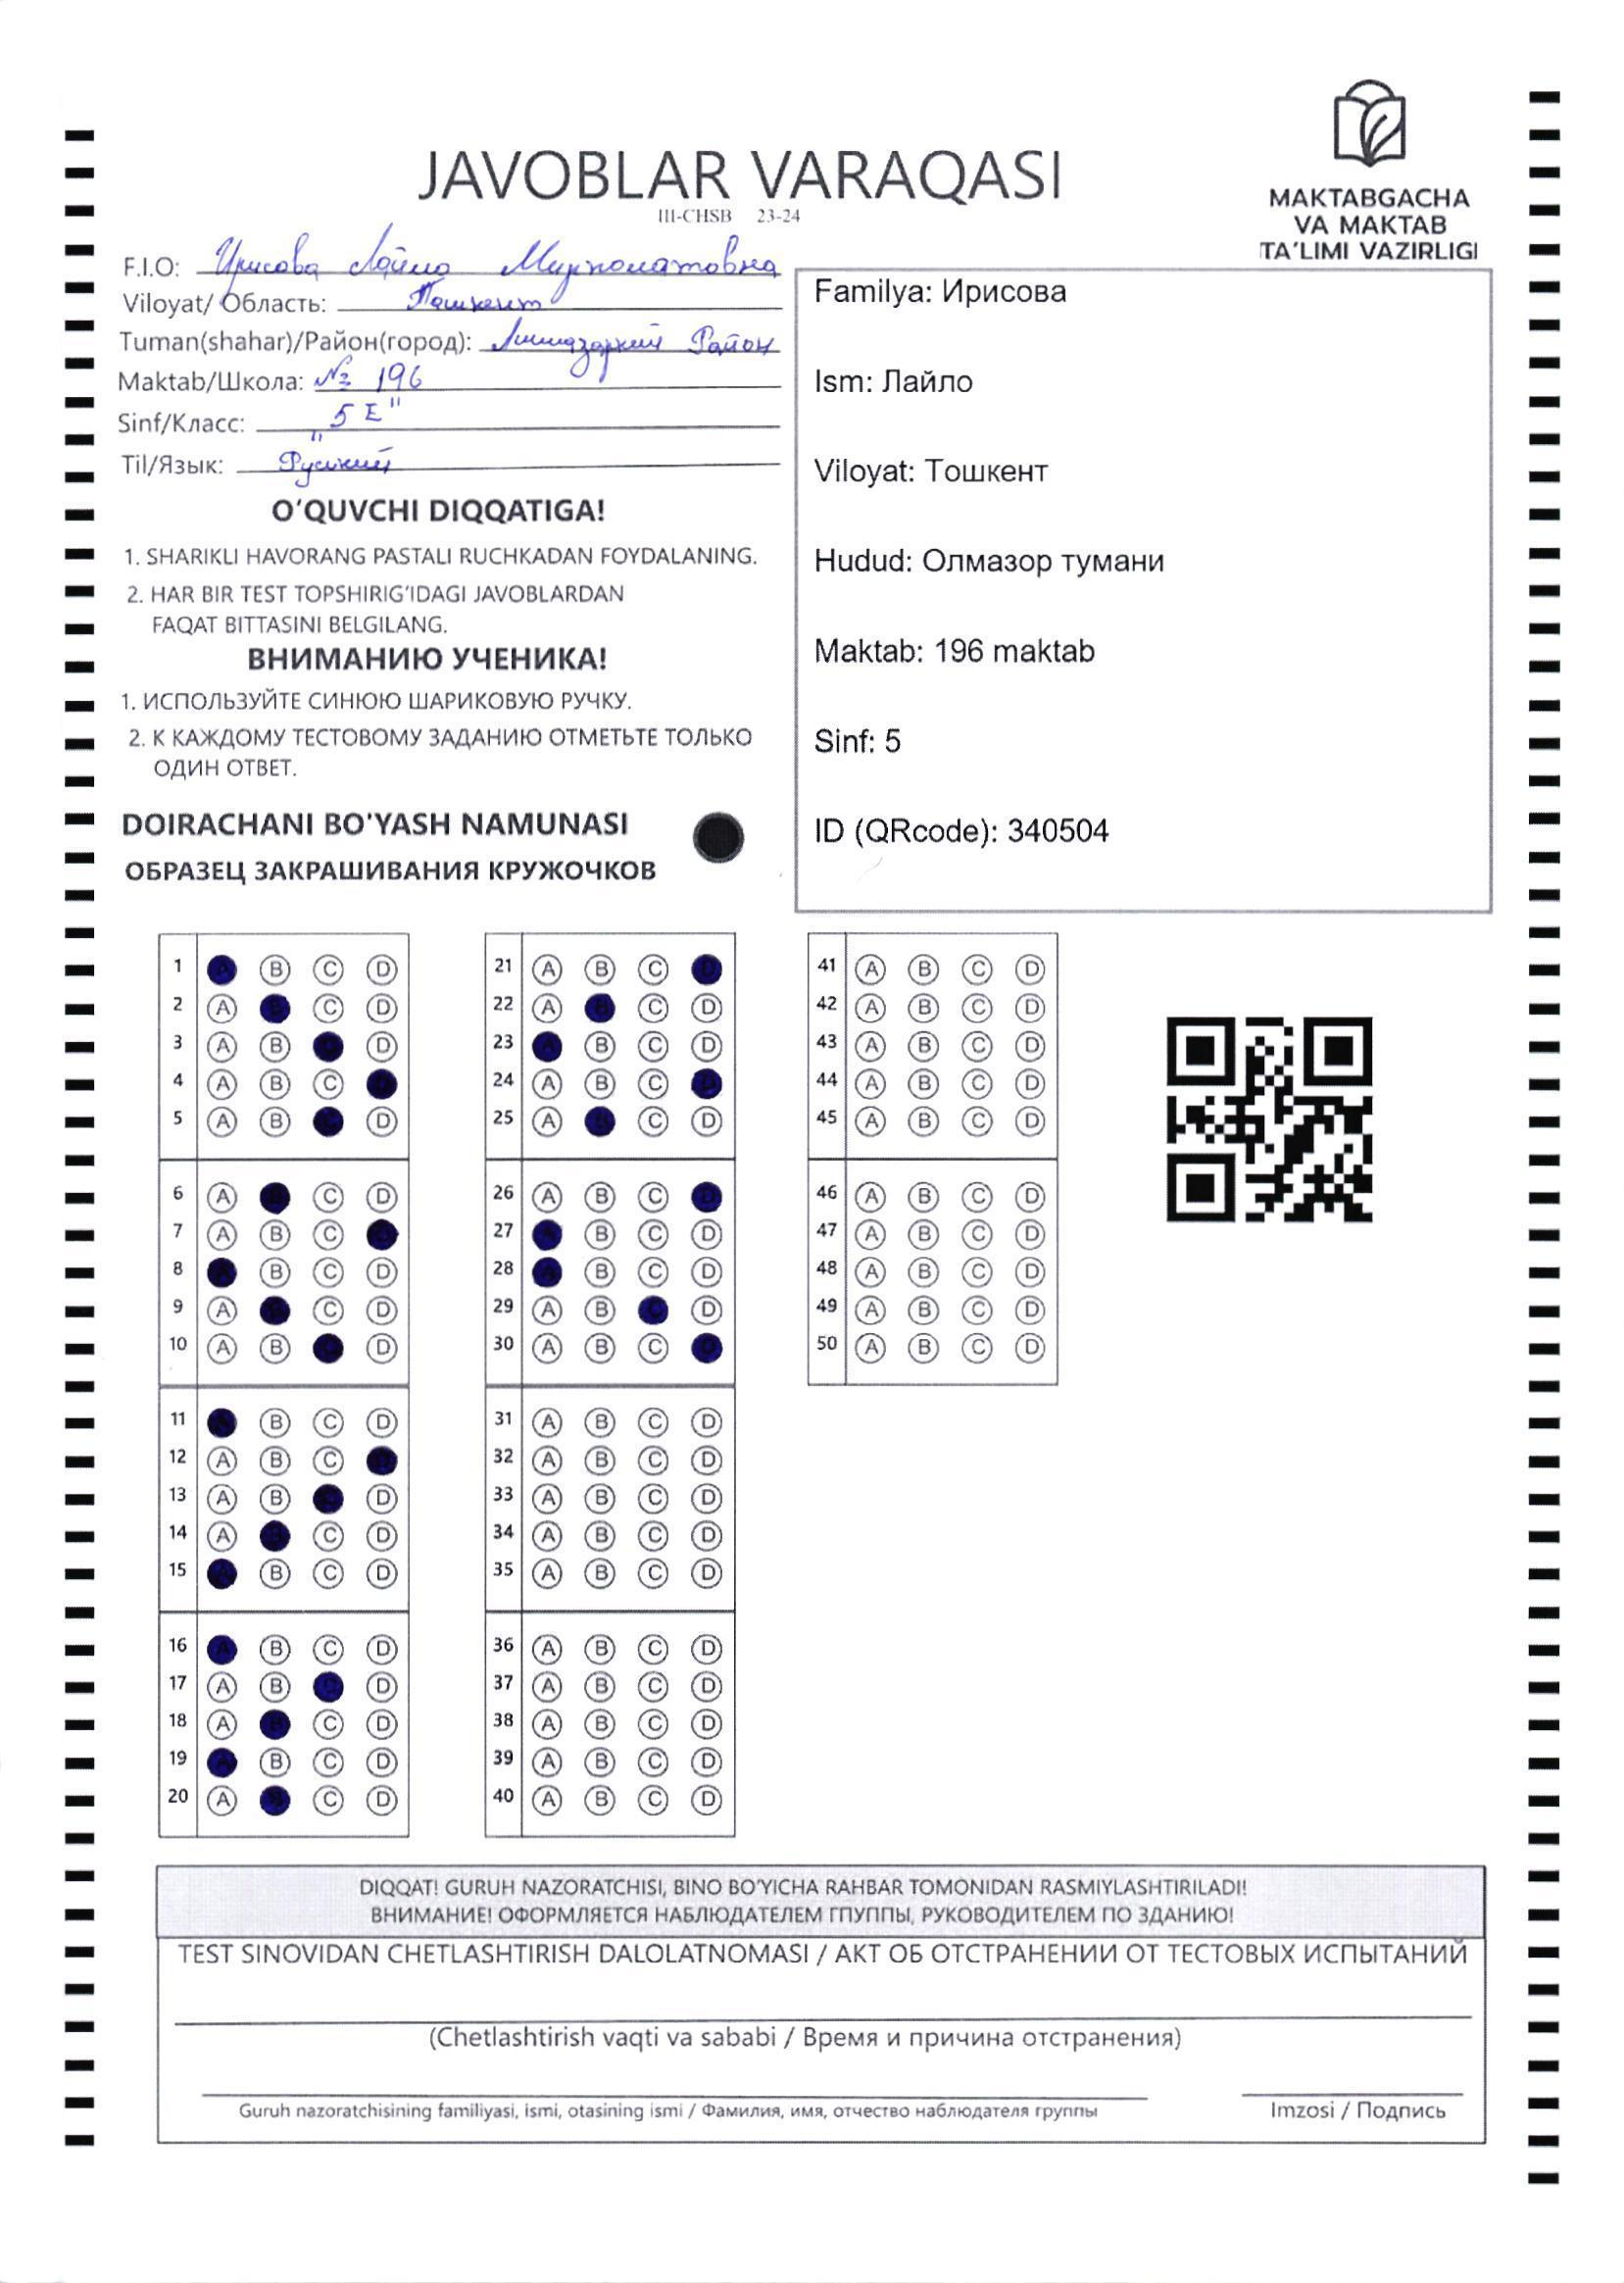 JAVOBLAR VARAQASI
III-CHSB 23-24
MAKTABGACHA
VA MAKTAB
TA'LIMI VAZIRLIGI
F.I.O: Ирисова Лайло Мирпоматовна
Viloyat/ Область: Ташкент
Tuman(shahar)/Район(город): Район
Maktab/Школа: № 196
Sinf/Класс: "5 Е"
Til/Язык: Руский
O'QUVCHI DIQQATIGA!
1. SHARIKLI HAVORANG PASTALI RUCHKADAN FOYDALANING.
2. HAR BIR TEST TOPSHIRIG'IDAGI JAVOBLARDAN
FAQAT BITTASINI BELGILANG.
ВНИМАНИЮ УЧЕНИКА!
1. ИСПОЛЬЗУЙТЕ СИНЮЮ ШАРИКОВУЮ РУЧКУ.
2. К КАЖДОМУ ТЕСТОВОМУ ЗАДАНИЮ ОТМЕТЬТЕ ТОЛЬКО
ОДИН ОТВЕТ.
DOIRACHANI BO'YASH NAMUNASI
ОБРАЗЕЦ ЗАКРАШИВАНИЯ КРУЖОЧКОВ
Familya: Ирисова
Ism: Лайло
Viloyat: Тошкент
Hudud: Олмазор тумани
Maktab: 196 maktab
Sinf: 5
ID (QRcode): 340504
1 A B C D
2 A B C D
3 A B C D
4 A B C D
5 A B C D
6 A B C D
7 A B C D
8 A B C D
9 A B C D
10 A B C D
11 A B C D
12 A B C D
13 A B C D
14 A B C D
15 A B C D
16 A B C D
17 A B C D
18 A B C D
19 A B C D
20 A B C D
21 A B C D
22 A B C D
23 A B C D
24 A B C D
25 A B C D
26 A B C D
27 A B C D
28 A B C D
29 A B C D
30 A B C D
31 A B C D
32 A B C D
33 A B C D
34 A B C D
35 A B C D
36 A B C D
37 A B C D
38 A B C D
39 A B C D
40 A B C D
41 A B C D
42 A B C D
43 A B C D
44 A B C D
45 A B C D
46 A B C D
47 A B C D
48 A B C D
49 A B C D
50 A B C D
DIQQAT! GURUH NAZORATCHISI, BINO BO'YICHA RAHBAR TOMONIDAN RASMIYLASHTIRILADI!
ВНИМАНИЕ! ОФОРМЛЯЕТСЯ НАБЛЮДАТЕЛЕМ ГПУППЫ, РУКОВОДИТЕЛЕМ ПО ЗДАНИЮ!
TEST SINOVIDAN CHETLASHTIRISH DALOLATNOMASI / АКТ ОБ ОТСТРАНЕНИИ ОТ ТЕСТОВЫХ ИСПЫТАНИЙ
(Chetlashtirish vaqti va sababi / Время и причина отстранения)
Guruh nazoratchisining familiyasi, ismi, otasining ismi / Фамилия, имя, отчество наблюдателя группы
Imzosi / Подпись